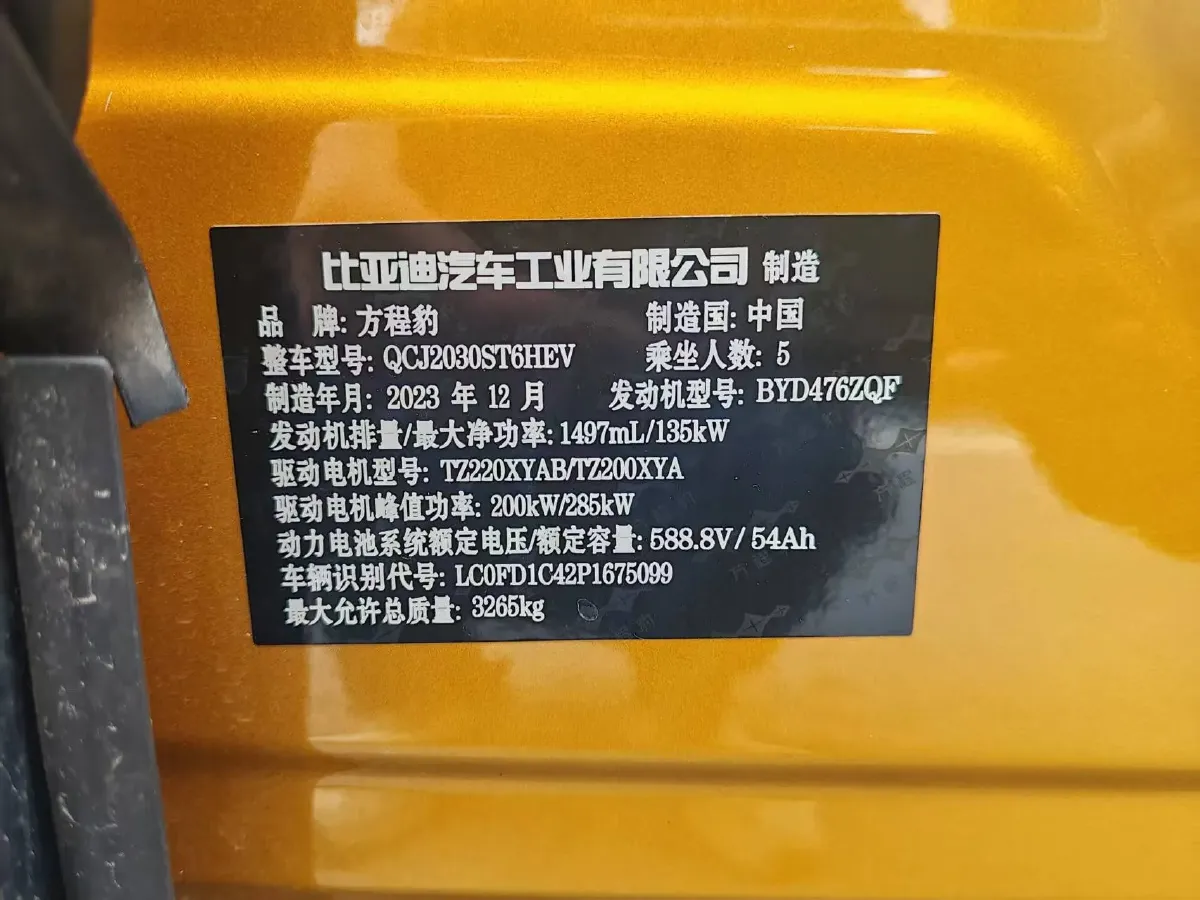 比亚迪汽车工业有限公司 制造
品 牌: 方程豹 制造国: 中国
整车型号: QCJ2030ST6HEV 乘坐人数: 5
制造年月: 2023 年 12 月 发动机型号: BYD476ZQF
发动机排量/最大净功率: 1497mL/135kW
驱动电机型号: TZ220XYAB/TZ200XYA
驱动电机峰值功率: 200kW/285kW
动力电池系统额定电压/额定容量: 588.8V / 54Ah
车辆识别代号: LC0FD1C42P1675099
最大允许总质量: 3265kg